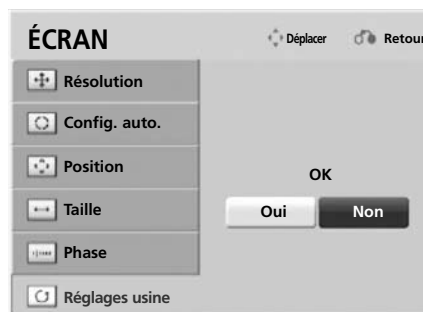 ÉCRAN
Déplacer
Retour
Résolution
Config. auto.
Position
Taille
Phase
Réglages usine
OK
Oui
Non